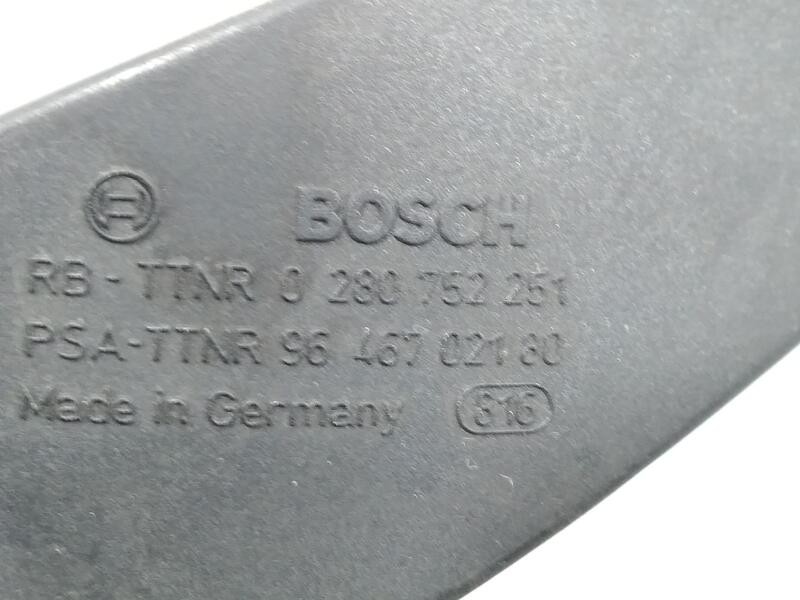 BOSCH
RB - TTNR 0 280 752 251
PSA-TTNR 96 467 021 80
Made in Germany 816